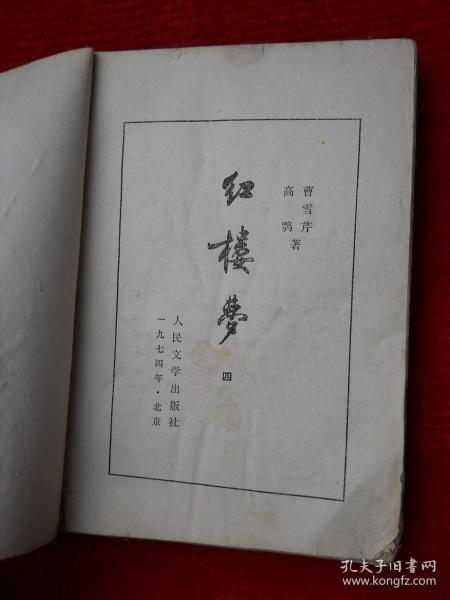 曹雪芹
高鹗著
红楼梦
四
人民文学出版社
一九七四年·北京
孔夫子旧书网
www.kongfz.com